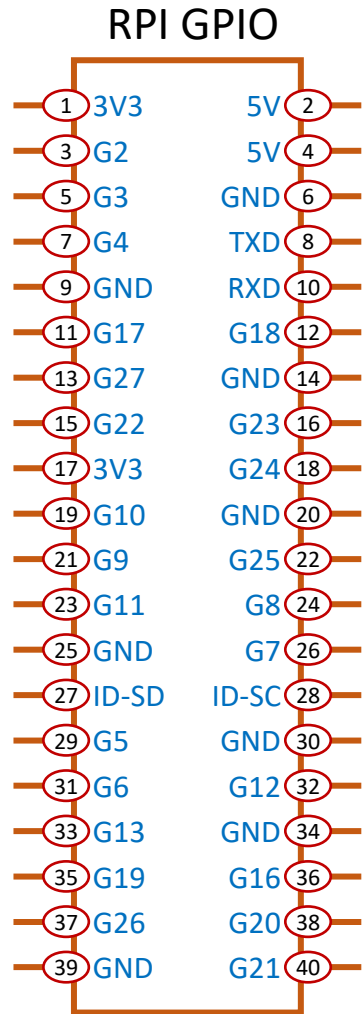 RPI GPIO
1 3V3 5V 2
3 G2 5V 4
5 G3 GND 6
7 G4 TXD 8
9 GND RXD 10
11 G17 G18 12
13 G27 GND 14
15 G22 G23 16
17 3V3 G24 18
19 G10 GND 20
21 G9 G25 22
23 G11 G8 24
25 GND G7 26
27 ID-SD ID-SC 28
29 G5 GND 30
31 G6 G12 32
33 G13 GND 34
35 G19 G16 36
37 G26 G20 38
39 GND G21 40